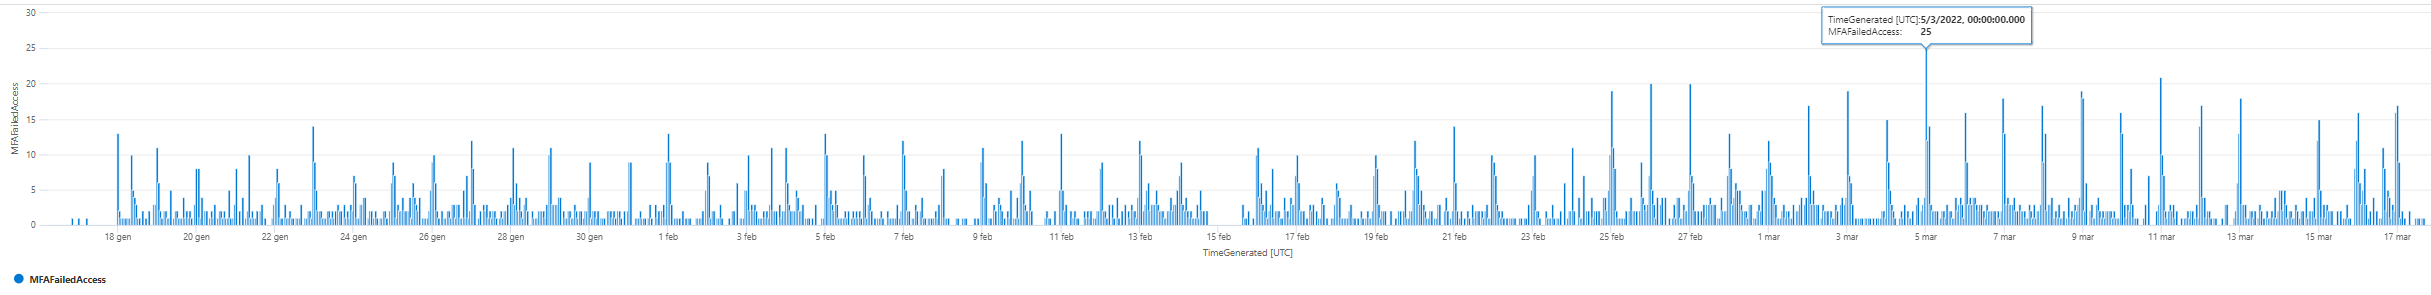 30
25
20
15
10
5
0
MFAFailedAccess
TimeGenerated [UTC]:5/3/2022, 00:00:00.000
MFAFailedAccess: 25
18 gen 20 gen 22 gen 24 gen 26 gen 28 gen 30 gen 1 feb 3 feb 5 feb 7 feb 9 feb 11 feb 13 feb 15 feb 17 feb 19 feb 21 feb 23 feb 25 feb 27 feb 1 mar 3 mar 5 mar 7 mar 9 mar 11 mar 13 mar 15 mar 17 mar
TimeGenerated [UTC]
MFAFailedAccess